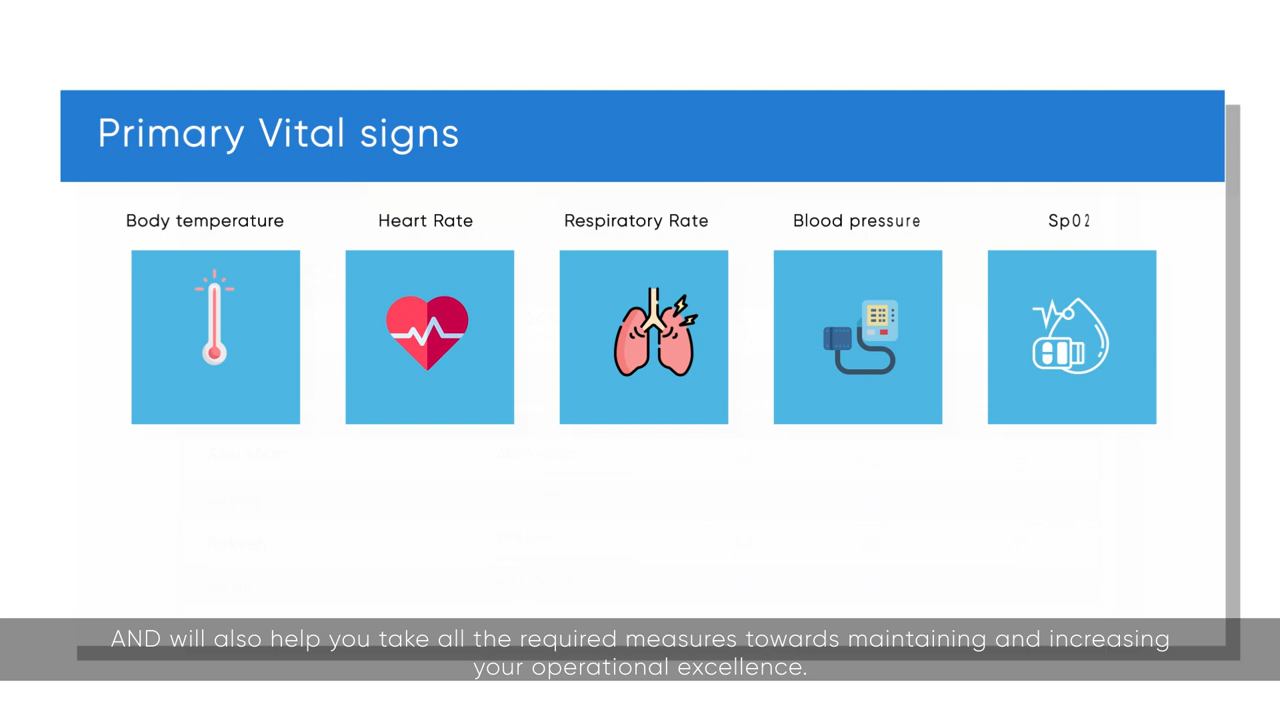 Primary Vital signs
Body temperature
Heart Rate
Respiratory Rate
Blood pressure
Sp02
AND will also help you take all the required measures towards maintaining and increasing
your operational excellence.